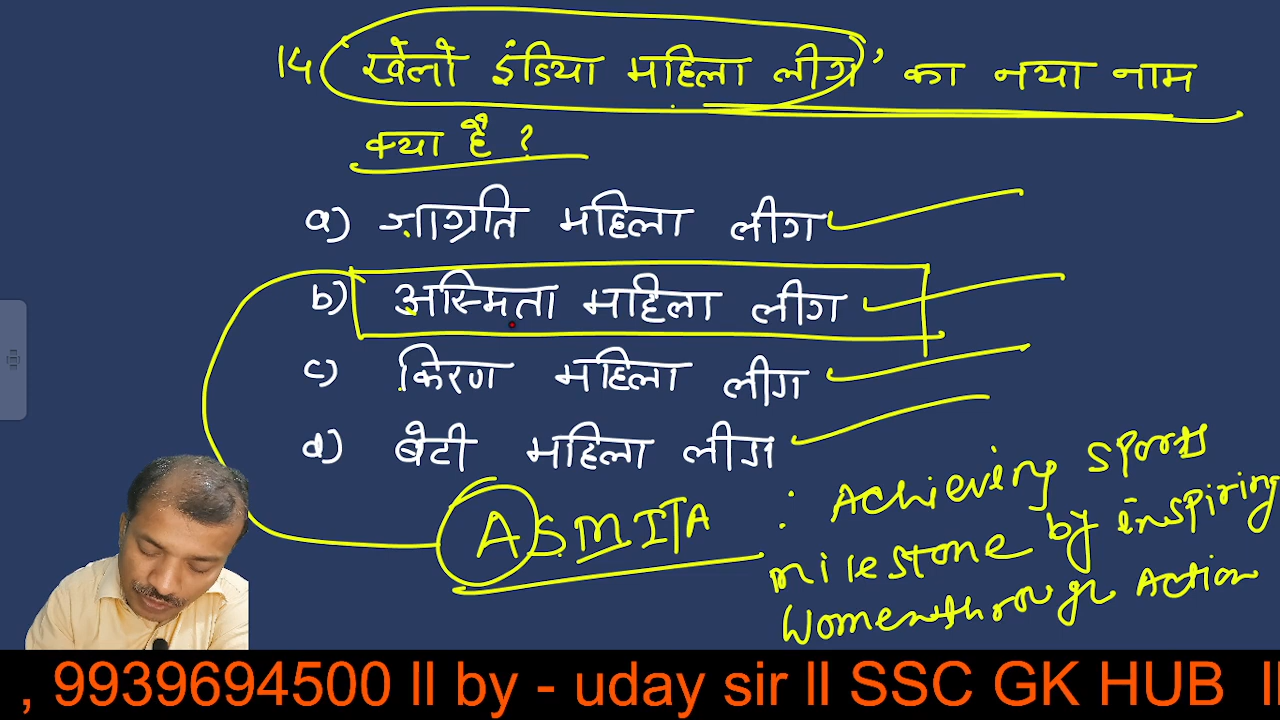 14 'खेलो इंडिया महिला लीग' का नया नाम
क्या है ?
a) जाग्रति महिला लीग
b) अस्मिता महिला लीग
c) किरण महिला लीग
d) बेटी महिला लीग
ASMITA : Achieving sports
milestone by inspiring
Women through Action
, 9939694500 ll by - uday sir ll SSC GK HUB ll